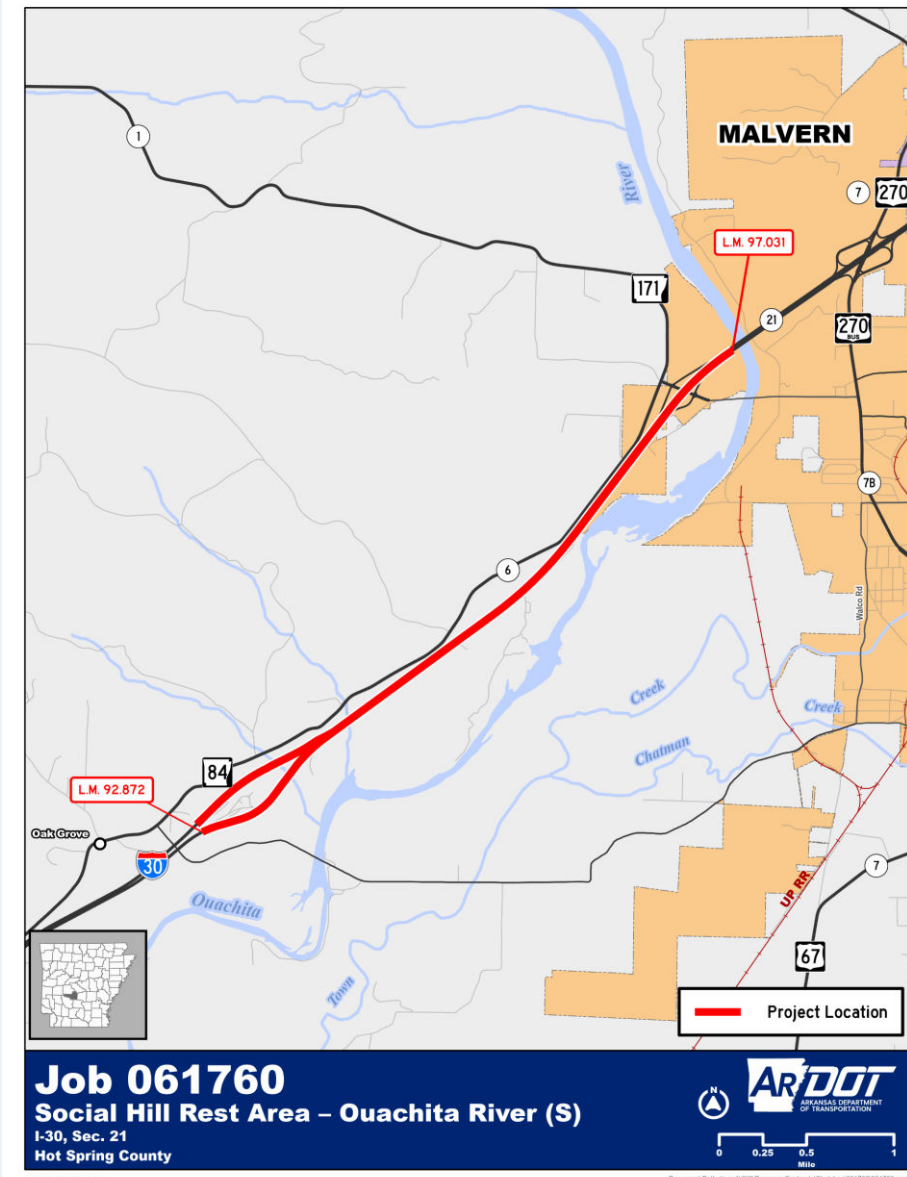 MALVERN
1
River
7
270
L.M. 97.031
171
21
270
BUS
7B
6
Walco Rd
Creek
Creek
Chatman
84
L.M. 92.872
Oak Grove
30
7
Ouachita
UP RR
67
Town
Project Location
Job 061760
Social Hill Rest Area – Ouachita River (S)
I-30, Sec. 21
Hot Spring County
N
ARDOT
ARKANSAS DEPARTMENT
OF TRANSPORTATION
0 0.25 0.5 1
Mile